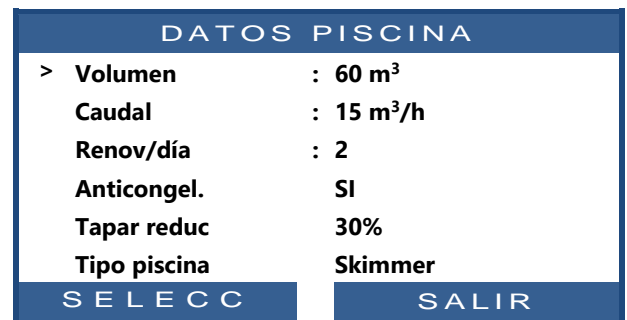 DATOS PISCINA
> Volumen : 60 m³
Caudal : 15 m³/h
Renov/día : 2
Anticongel. SI
Tapar reduc 30%
Tipo piscina Skimmer
SELECC SALIR